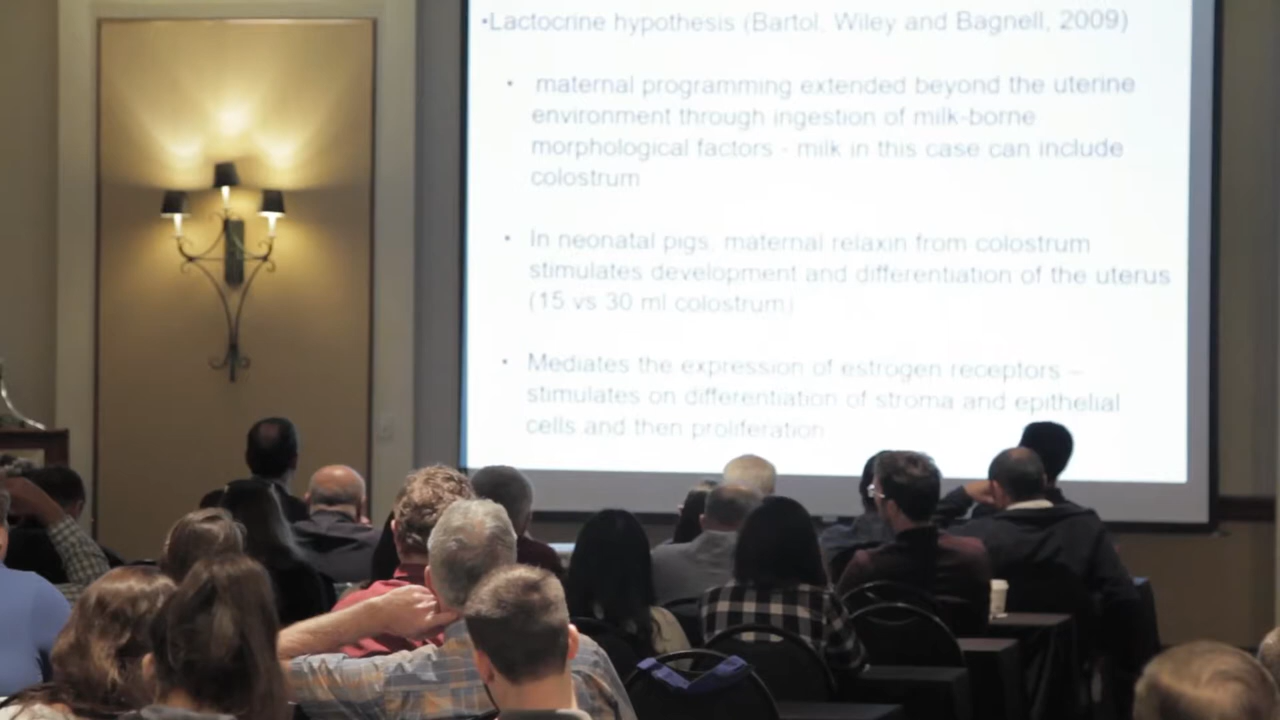 •Lactocrine hypothesis (Bartol, Wiley and Bagnell, 2009)
• maternal programming extended beyond the uterine
environment through ingestion of milk-borne
morphological factors - milk in this case can include
colostrum
• In neonatal pigs, maternal relaxin from colostrum
stimulates development and differentiation of the uterus
(15 vs 30 ml colostrum)
• Mediates the expression of estrogen receptors –
stimulates on differentiation of stroma and epithelial
cells and then proliferation